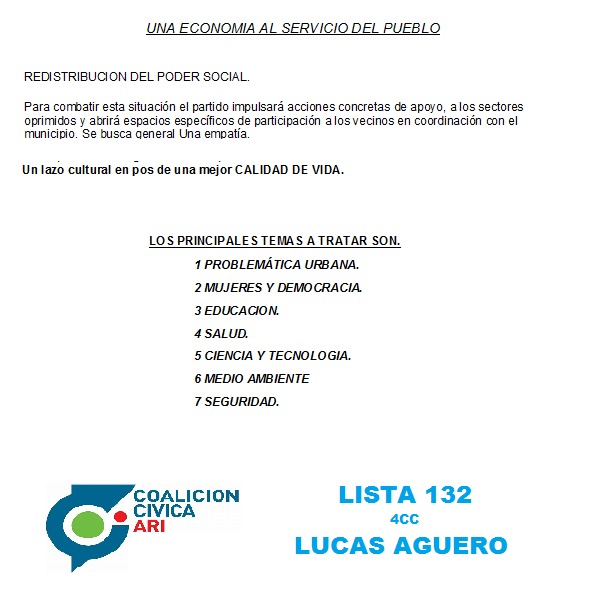 UNA ECONOMIA AL SERVICIO DEL PUEBLO
REDISTRIBUCION DEL PODER SOCIAL.
Para combatir esta situación el partido impulsará acciones concretas de apoyo, a los sectores
oprimidos y abrirá espacios específicos de participación a los vecinos en coordinación con el
municipio. Se busca general Una empatía.
Un lazo cultural en pos de una mejor CALIDAD DE VIDA.
LOS PRINCIPALES TEMAS A TRATAR SON.
1 PROBLEMÁTICA URBANA.
2 MUJERES Y DEMOCRACIA.
3 EDUCACION.
4 SALUD.
5 CIENCIA Y TECNOLOGIA.
6 MEDIO AMBIENTE
7 SEGURIDAD.
COALICION
CIVICA
ARI
LISTA 132
4CC
LUCAS AGUERO